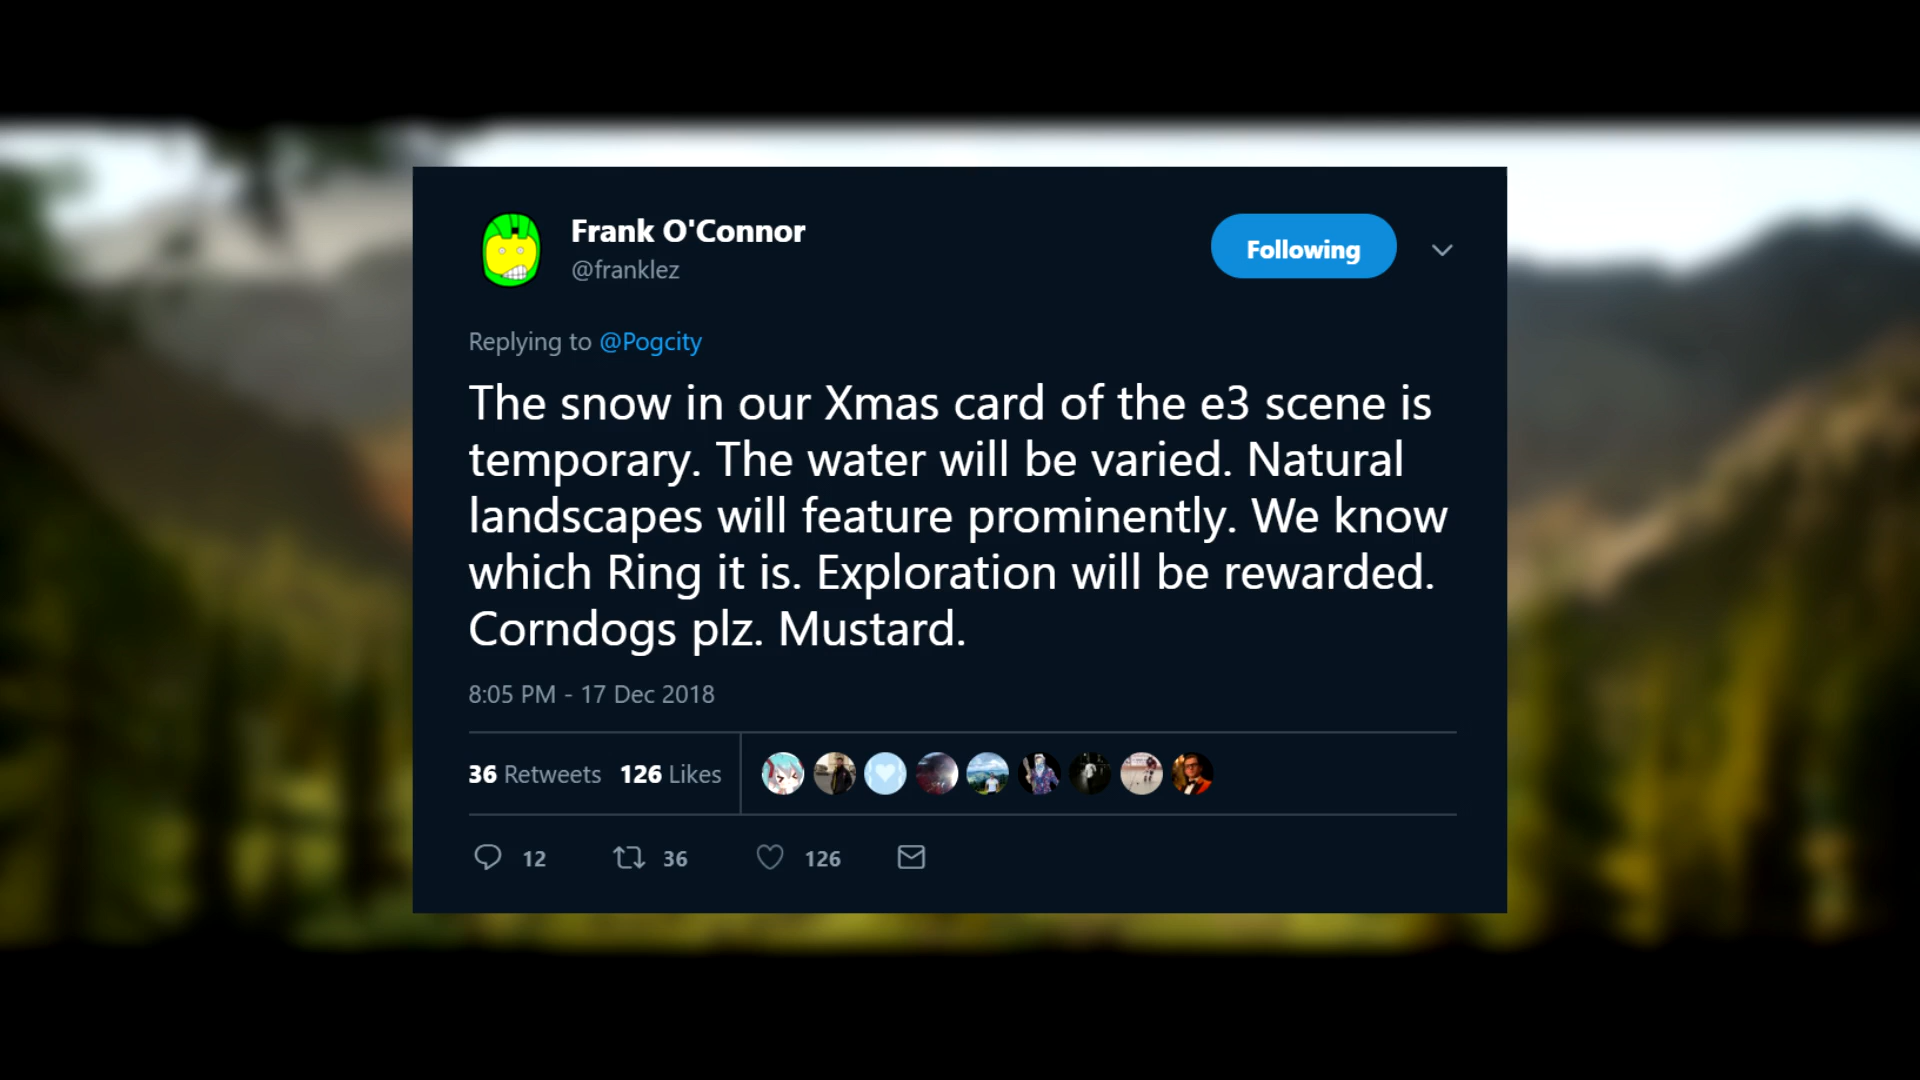 Frank O'Connor
@franklez
Following
Replying to @Pogcity
The snow in our Xmas card of the e3 scene is
temporary. The water will be varied. Natural
landscapes will feature prominently. We know
which Ring it is. Exploration will be rewarded.
Corndogs plz. Mustard.
8:05 PM - 17 Dec 2018
36 Retweets 126 Likes
12 36 126